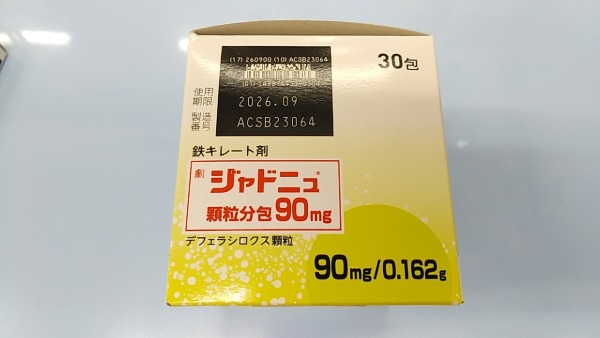 (17) 260900 (10) ACSB23064
30包
使用
期限
2026.09
製造
番号
ACSB23064
鉄キレート剤
劇
ジャドニュ®
顆粒分包90mg
デフェラシロクス顆粒
90mg/0.162g